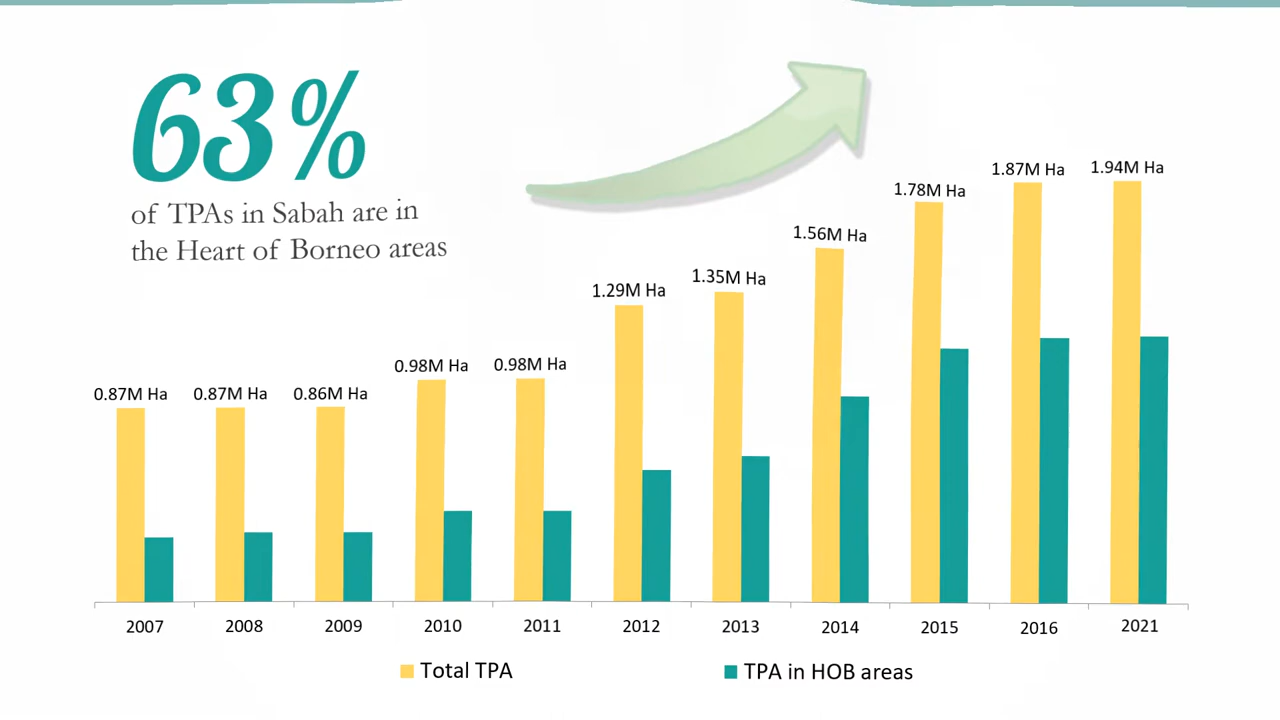 63%
of TPAs in Sabah are in
the Heart of Borneo areas
0.87M Ha
0.87M Ha
0.86M Ha
0.98M Ha
0.98M Ha
1.29M Ha
1.35M Ha
1.56M Ha
1.78M Ha
1.87M Ha
1.94M Ha
2007 2008 2009 2010 2011 2012 2013 2014 2015 2016 2021
Total TPA
TPA in HOB areas